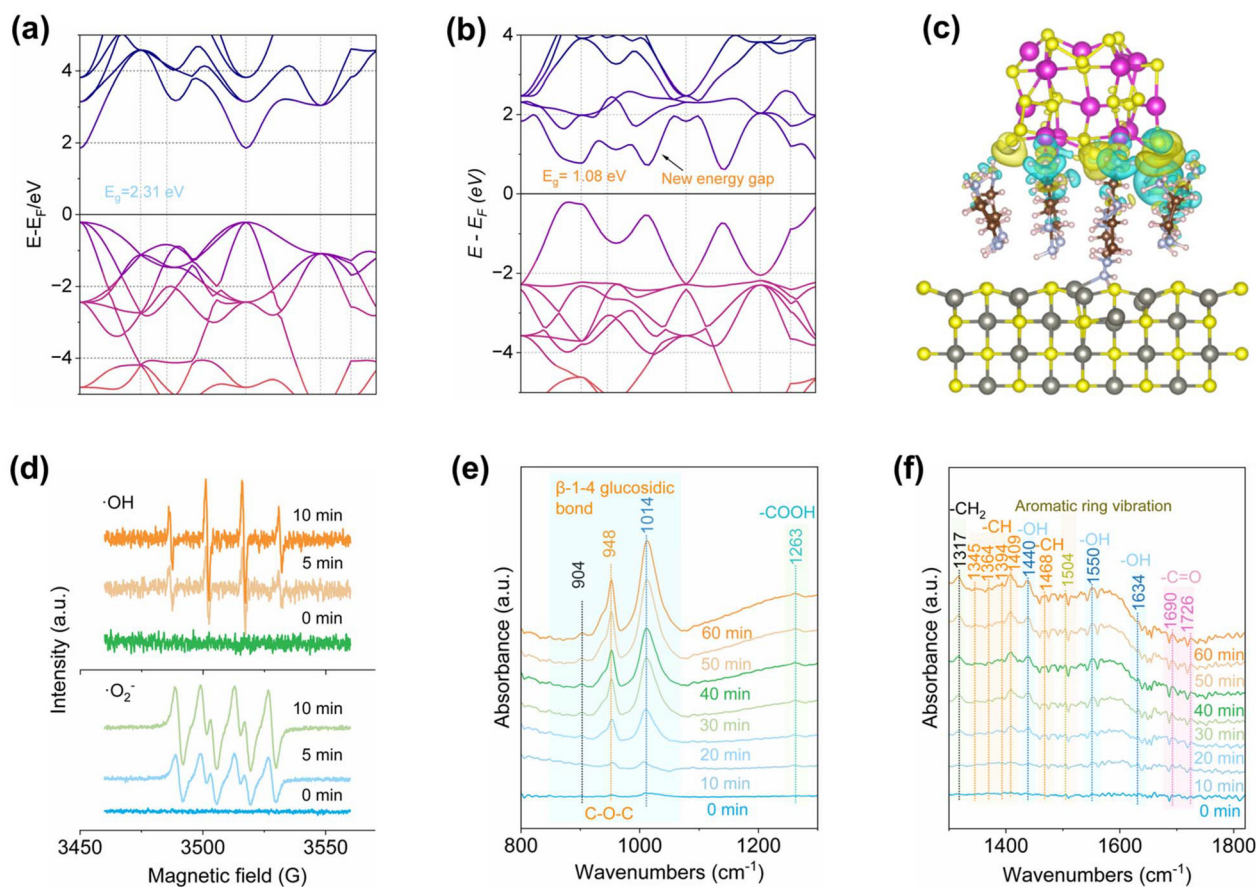 (a)
4
2
0
−2
−4
E-E_F/eV
E_g=2.31 eV
(b)
4
2
0
−2
−4
E - E_F (eV)
E_g= 1.08 eV
New energy gap
(c)
(d)
·OH
10 min
5 min
0 min
·O₂⁻
10 min
5 min
0 min
Intensity (a.u.)
3450
3500
3550
Magnetic field (G)
(e)
β-1-4 glucosidic
bond
-COOH
904
948
1014
1263
60 min
50 min
40 min
30 min
20 min
10 min
0 min
C-O-C
Absorbance (a.u.)
800
1000
1200
Wavenumbers (cm⁻¹)
(f)
Aromatic ring vibration
-CH₂
-CH
-OH
-CH
-OH
-OH
-C=O
1317
1345
1364
1394
1409
1440
1468
1504
1550
1634
1690
1726
60 min
50 min
40 min
30 min
20 min
10 min
0 min
Absorbance (a.u.)
1400
1600
1800
Wavenumbers (cm⁻¹)